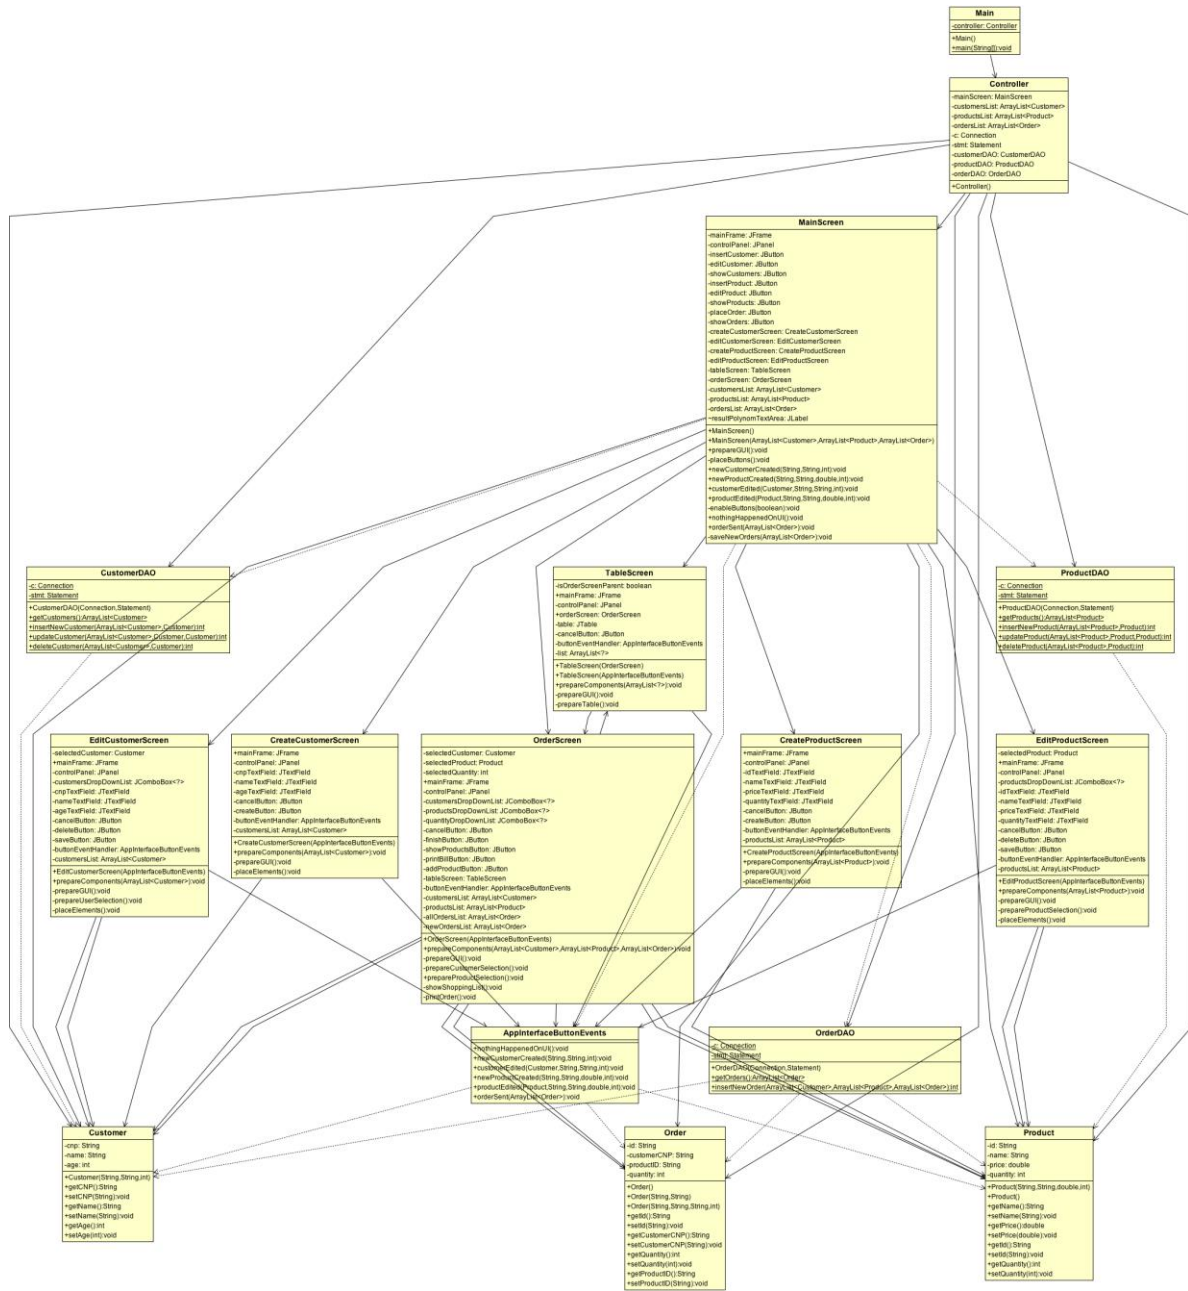 Main
-controller: Controller
+Main()
+main(String[]):void
Controller
-mainScreen: MainScreen
-customersList: ArrayList<Customer>
-productsList: ArrayList<Product>
-ordersList: ArrayList<Order>
-c: Connection
-stmt: Statement
-customerDAO: CustomerDAO
-productDAO: ProductDAO
-orderDAO: OrderDAO
+Controller()
MainScreen
-mainFrame: JFrame
-controlPanel: JPanel
-insertCustomer: JButton
-editCustomer: JButton
-showCustomers: JButton
-insertProduct: JButton
-editProduct: JButton
-showProducts: JButton
-placeOrder: JButton
-showOrders: JButton
-createCustomerScreen: CreateCustomerScreen
-editCustomerScreen: EditCustomerScreen
-createProductScreen: CreateProductScreen
-editProductScreen: EditProductScreen
-tableScreen: TableScreen
-orderScreen: OrderScreen
-customersList: ArrayList<Customer>
-productsList: ArrayList<Product>
-ordersList: ArrayList<Order>
~resultPolynomTextArea: JLabel
+MainScreen()
+MainScreen(ArrayList<Customer>,ArrayList<Product>,ArrayList<Order>)
+prepareGUI():void
-placeButtons():void
+newCustomerCreated(String,String,int):void
+newProductCreated(String,String,double,int):void
+customerEdited(Customer,String,String,int):void
+productEdited(Product,String,String,double,int):void
-enableButtons(boolean):void
+nothingHappenedOnUI():void
+orderSent(ArrayList<Order>):void
-saveNewOrders(ArrayList<Order>):void
CustomerDAO
-c: Connection
-stmt: Statement
+CustomerDAO(Connection,Statement)
+getCustomers():ArrayList<Customer>
+insertNewCustomer(ArrayList<Customer>,Customer):int
+updateCustomer(ArrayList<Customer>,Customer,Customer):int
+deleteCustomer(ArrayList<Customer>,Customer):int
TableScreen
-isOrderScreenParent: boolean
+mainFrame: JFrame
-controlPanel: JPanel
+orderScreen: OrderScreen
-table: JTable
-cancelButton: JButton
-buttonEventHandler: AppInterfaceButtonEvents
-list: ArrayList<?>
+TableScreen(OrderScreen)
+TableScreen(AppInterfaceButtonEvents)
+prepareComponents(ArrayList<?>):void
-prepareGUI():void
-prepareTable():void
ProductDAO
-c: Connection
-stmt: Statement
+ProductDAO(Connection,Statement)
+getProducts():ArrayList<Product>
+insertNewProduct(ArrayList<Product>,Product):int
+updateProduct(ArrayList<Product>,Product,Product):int
+deleteProduct(ArrayList<Product>,Product):int
EditCustomerScreen
-selectedCustomer: Customer
+mainFrame: JFrame
-controlPanel: JPanel
-customersDropDownList: JComboBox<?>
-cnpTextField: JTextField
-nameTextField: JTextField
-ageTextField: JTextField
-cancelButton: JButton
-deleteButton: JButton
-saveButton: JButton
-buttonEventHandler: AppInterfaceButtonEvents
-customersList: ArrayList<Customer>
+EditCustomerScreen(AppInterfaceButtonEvents)
+prepareComponents(ArrayList<Customer>):void
-prepareGUI():void
-prepareUserSelection():void
-placeElements():void
CreateCustomerScreen
+mainFrame: JFrame
-controlPanel: JPanel
-cnpTextField: JTextField
-nameTextField: JTextField
-ageTextField: JTextField
-cancelButton: JButton
-createButton: JButton
-buttonEventHandler: AppInterfaceButtonEvents
-customersList: ArrayList<Customer>
+CreateCustomerScreen(AppInterfaceButtonEvents)
+prepareComponents(ArrayList<Customer>):void
-prepareGUI():void
-placeElements():void
OrderScreen
-selectedCustomer: Customer
-selectedProduct: Product
-selectedQuantity: int
+mainFrame: JFrame
-controlPanel: JPanel
-customersDropDownList: JComboBox<?>
-productsDropDownList: JComboBox<?>
-quantityDropDownList: JComboBox<?>
-cancelButton: JButton
-finishButton: JButton
-showProductsButton: JButton
-printBillButton: JButton
-addProductButton: JButton
-tableScreen: TableScreen
-buttonEventHandler: AppInterfaceButtonEvents
-customersList: ArrayList<Customer>
-productsList: ArrayList<Product>
-allOrdersList: ArrayList<Order>
-newOrdersList: ArrayList<Order>
+OrderScreen(AppInterfaceButtonEvents)
+prepareComponents(ArrayList<Customer>,ArrayList<Product>,ArrayList<Order>):void
-prepareGUI():void
-prepareCustomerSelection():void
+prepareProductSelection():void
-showShoppingList():void
-printOrder():void
CreateProductScreen
+mainFrame: JFrame
-controlPanel: JPanel
-idTextField: JTextField
-nameTextField: JTextField
-priceTextField: JTextField
-quantityTextField: JTextField
-cancelButton: JButton
-createButton: JButton
-buttonEventHandler: AppInterfaceButtonEvents
-productsList: ArrayList<Product>
+CreateProductScreen(AppInterfaceButtonEvents)
+prepareComponents(ArrayList<Product>):void
-prepareGUI():void
-placeElements():void
EditProductScreen
-selectedProduct: Product
+mainFrame: JFrame
-controlPanel: JPanel
-productsDropDownList: JComboBox<?>
-idTextField: JTextField
-nameTextField: JTextField
-priceTextField: JTextField
-quantityTextField: JTextField
-cancelButton: JButton
-deleteButton: JButton
-saveButton: JButton
-buttonEventHandler: AppInterfaceButtonEvents
-productsList: ArrayList<Product>
+EditProductScreen(AppInterfaceButtonEvents)
+prepareComponents(ArrayList<Product>):void
-prepareGUI():void
-prepareProductSelection():void
-placeElements():void
AppInterfaceButtonEvents
+nothingHappenedOnUI():void
+newCustomerCreated(String,String,int):void
+customerEdited(Customer,String,String,int):void
+newProductCreated(String,String,double,int):void
+productEdited(Product,String,String,double,int):void
+orderSent(ArrayList<Order>):void
OrderDAO
-c: Connection
-stmt: Statement
+OrderDAO(Connection,Statement)
+getOrders():ArrayList<Order>
+insertNewOrder(ArrayList<Customer>,ArrayList<Product>,ArrayList<Order>):int
Customer
-cnp: String
-name: String
-age: int
+Customer(String,String,int)
+getCNP():String
+setCNP(String):void
+getName():String
+setName(String):void
+getAge():int
+setAge(int):void
Order
-id: String
-customerCNP: String
-productID: String
-quantity: int
+Order()
+Order(String,String)
+Order(String,String,String,int)
+getId():String
+setId(String):void
+getCustomerCNP():String
+setCustomerCNP(String):void
+getQuantity():int
+setQuantity(int):void
+getProductID():String
+setProductID(String):void
Product
-id: String
-name: String
-price: double
-quantity: int
+Product(String,String,double,int)
+Product()
+getName():String
+setName(String):void
+getPrice():double
+setPrice(double):void
+getId():String
+setId(String):void
+getQuantity():int
+setQuantity(int):void